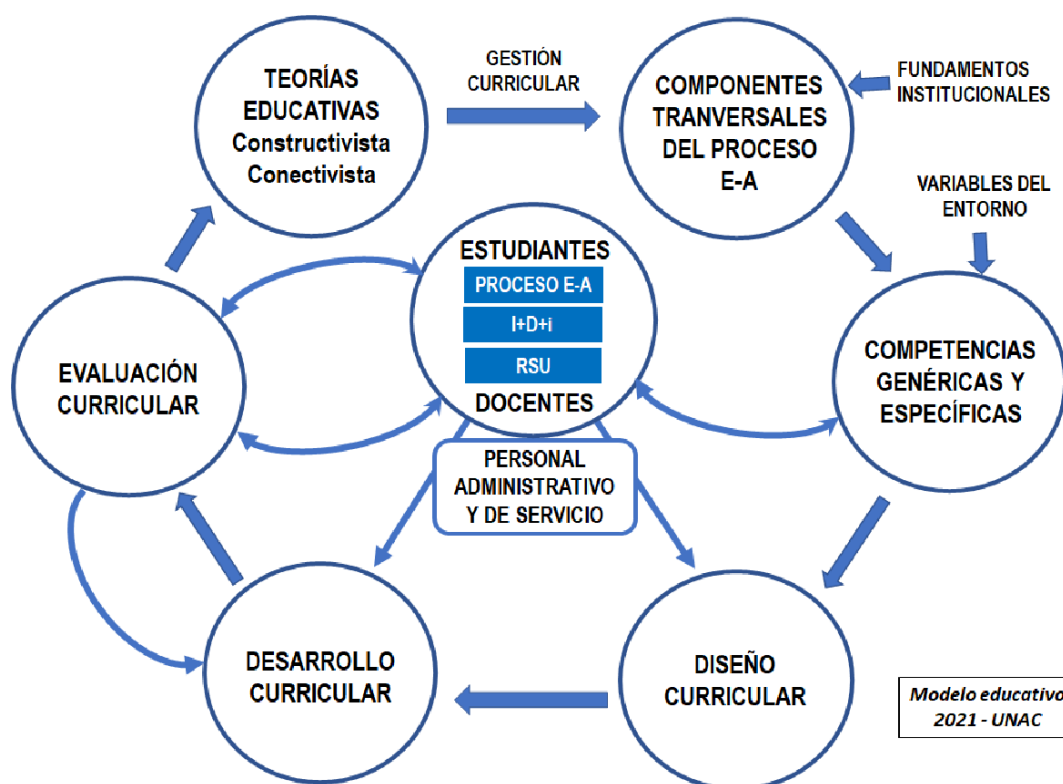 TEORÍAS
EDUCATIVAS
Constructivista
Conectivista
GESTIÓN
CURRICULAR
COMPONENTES
TRANVERSALES
DEL PROCESO
E-A
FUNDAMENTOS
INSTITUCIONALES
VARIABLES DEL
ENTORNO
ESTUDIANTES
PROCESO E-A
I+D+i
RSU
DOCENTES
PERSONAL
ADMINISTRATIVO
Y DE SERVICIO
EVALUACIÓN
CURRICULAR
COMPETENCIAS
GENÉRICAS Y
ESPECÍFICAS
DESARROLLO
CURRICULAR
DISEÑO
CURRICULAR
Modelo educativo
2021 - UNAC